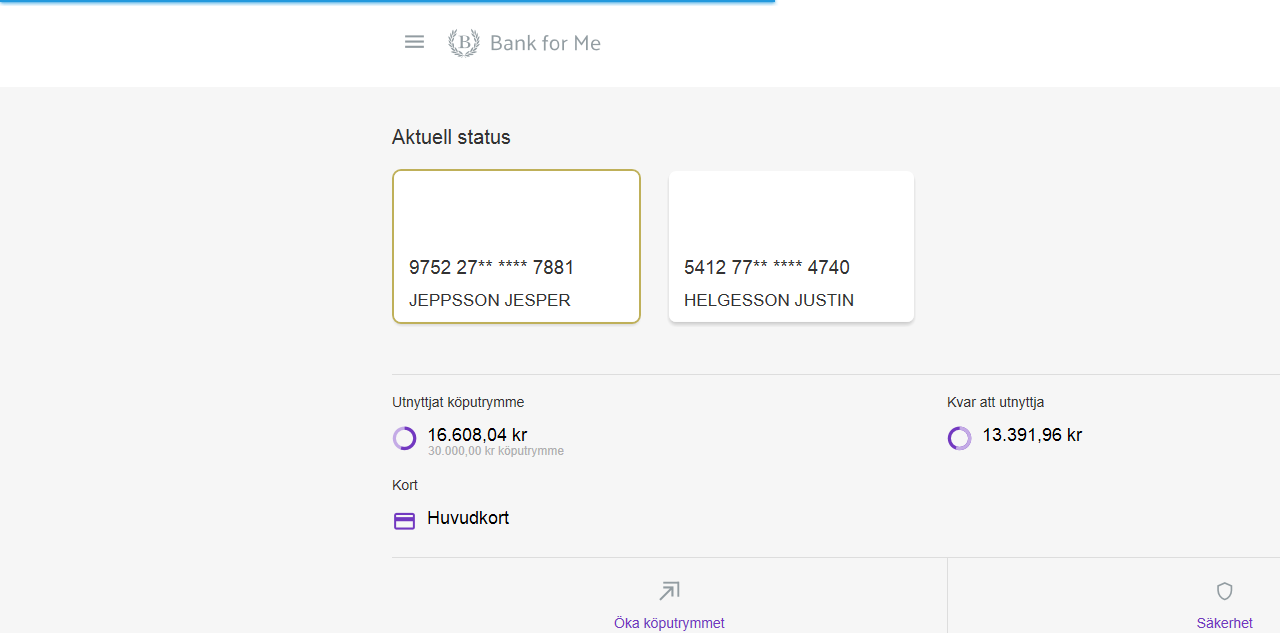 B Bank for Me
Aktuell status
9752 27** **** 7881
JEPPSSON JESPER
5412 77** **** 4740
HELGESSON JUSTIN
Utnyttjat köputrymme
16.608,04 kr
30.000,00 kr köputrymme
Kvar att utnyttja
13.391,96 kr
Kort
Huvudkort
Öka köputrymmet
Säkerhet